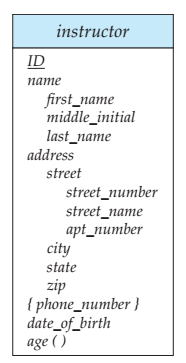 instructor
ID
name
first_name
middle_initial
last_name
address
street
street_number
street_name
apt_number
city
state
zip
{ phone_number }
date_of_birth
age ( )